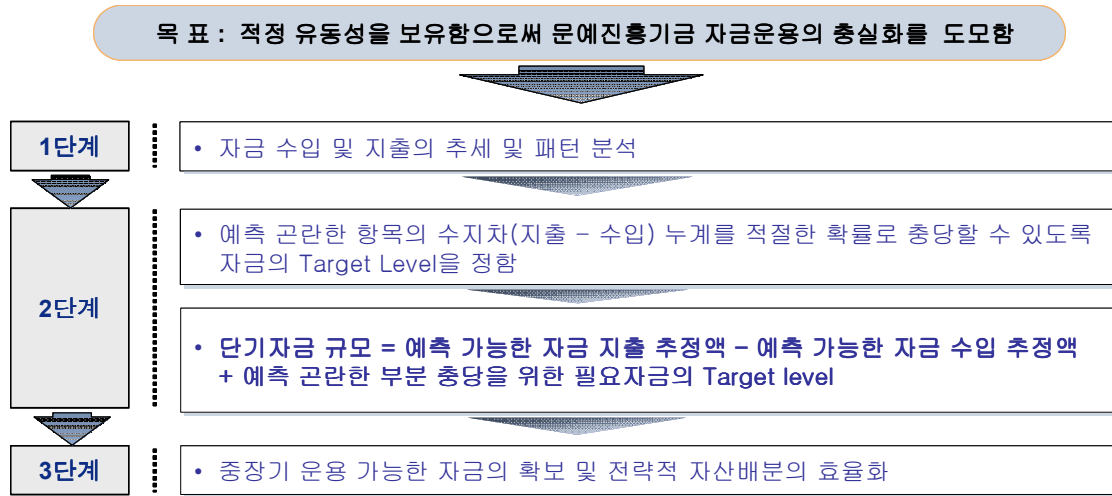 목 표 : 적정 유동성을 보유함으로써 문예진흥기금 자금운용의 충실화를 도모함
1단계
• 자금 수입 및 지출의 추세 및 패턴 분석
2단계
• 예측 곤란한 항목의 수지차(지출 – 수입) 누계를 적절한 확률로 충당할 수 있도록
자금의 Target Level을 정함
• 단기자금 규모 = 예측 가능한 자금 지출 추정액 – 예측 가능한 자금 수입 추정액
+ 예측 곤란한 부분 충당을 위한 필요자금의 Target level
3단계
• 중장기 운용 가능한 자금의 확보 및 전략적 자산배분의 효율화